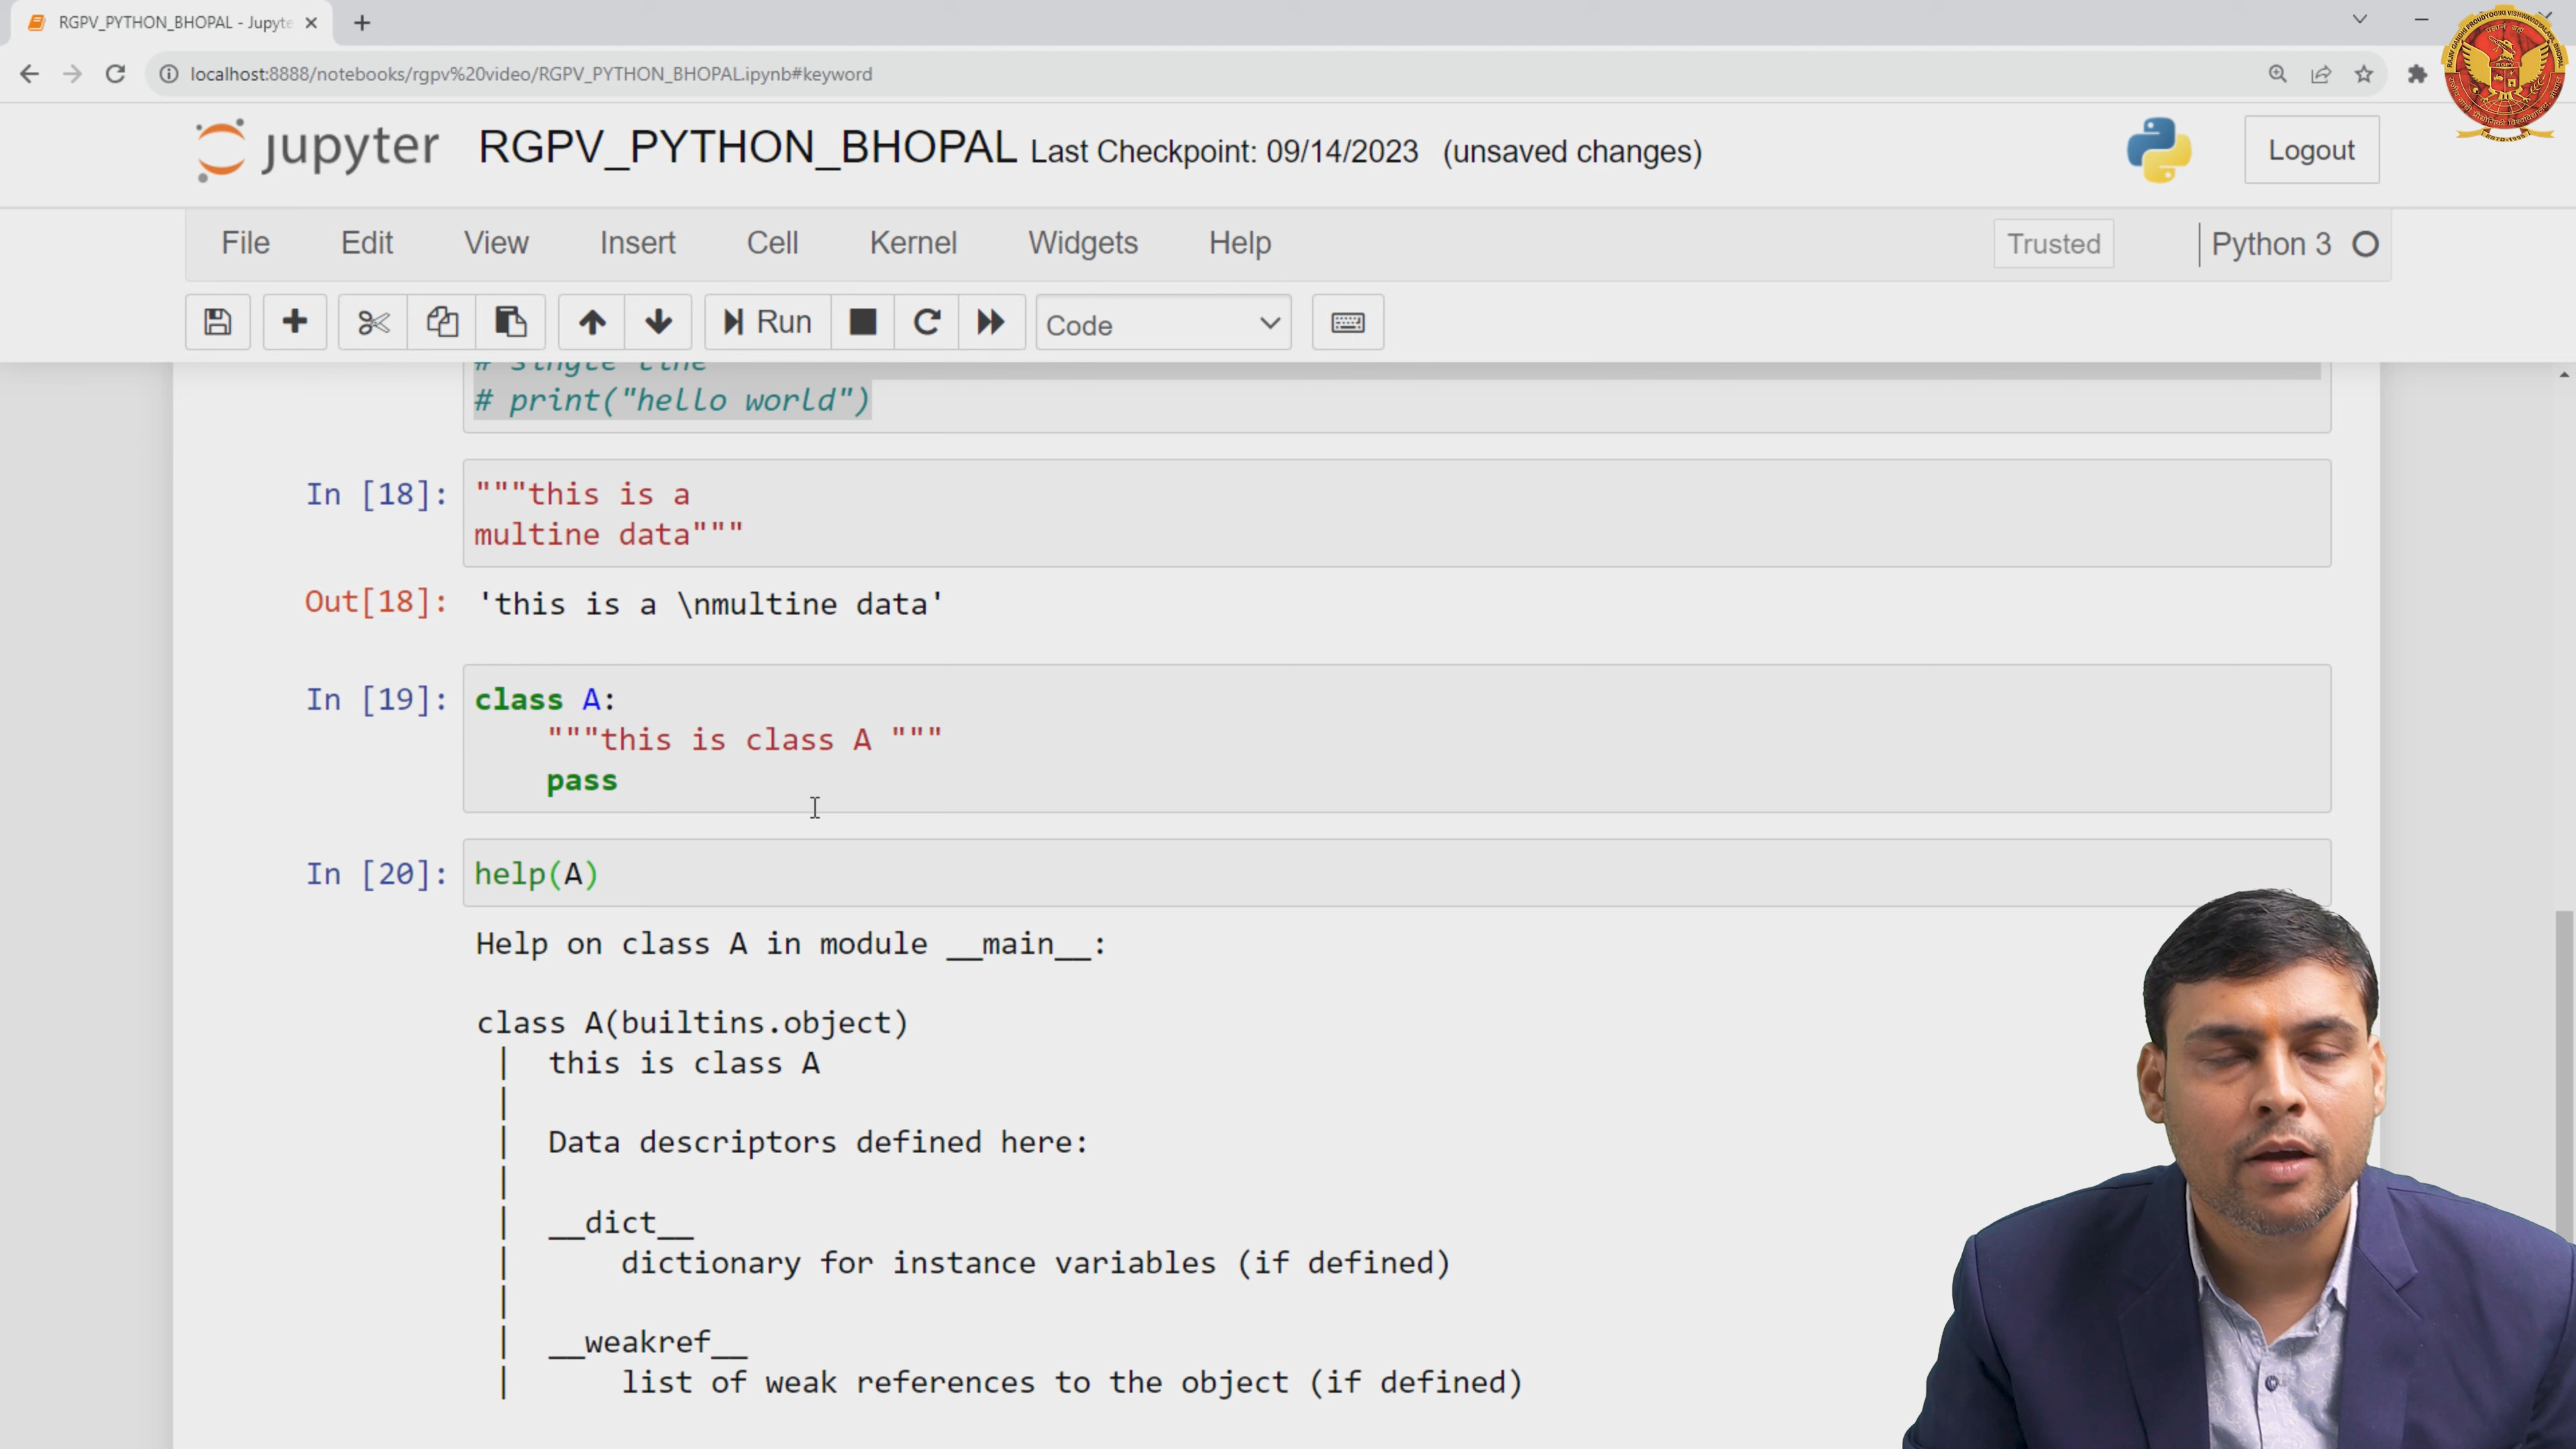 RGPV_PYTHON_BHOPAL - Jupyte
localhost:8888/notebooks/rgpv%20video/RGPV_PYTHON_BHOPAL.ipynb#keyword
jupyter RGPV_PYTHON_BHOPAL Last Checkpoint: 09/14/2023 (unsaved changes)
Logout
File Edit View Insert Cell Kernel Widgets Help Trusted Python 3
Run Code
# single line
# print("hello world")
In [18]: """this is a
multine data"""
Out[18]: 'this is a \nmultine data'
In [19]: class A:
"""this is class A """
pass
In [20]: help(A)
Help on class A in module __main__:
class A(builtins.object)
| this is class A
|
| Data descriptors defined here:
|
| __dict__
| dictionary for instance variables (if defined)
|
| __weakref__
| list of weak references to the object (if defined)